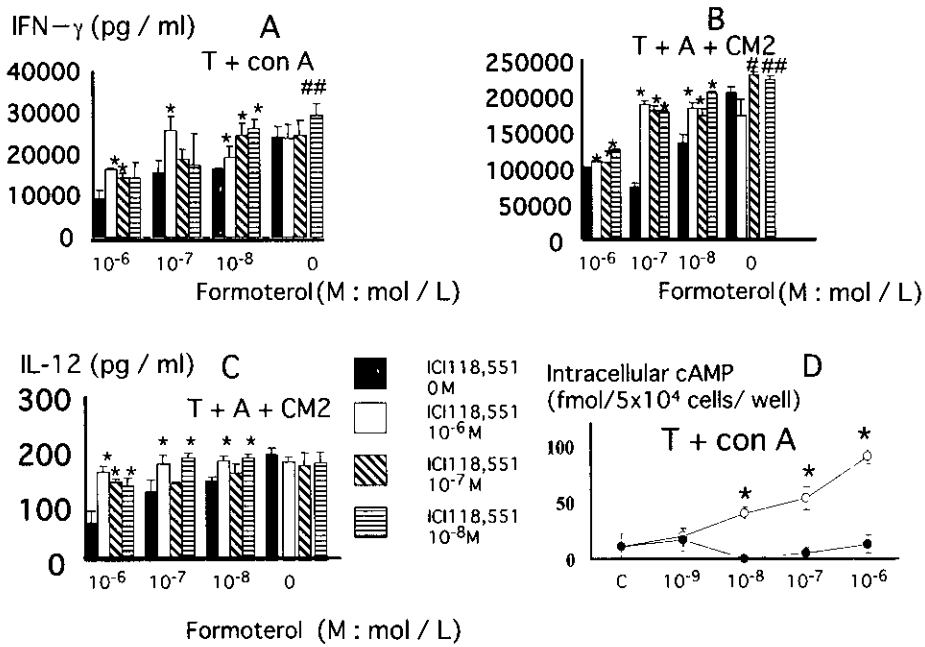 IFN−γ (pg / ml)
A
T + con A
##
40000
30000
20000
10000
0
*
*
*
*
*
*
10⁻⁶ 10⁻⁷ 10⁻⁸ 0
Formoterol (M : mol / L)
B
T + A + CM2
# ##
250000
200000
150000
100000
50000
0
*
*
*
*
*
*
*
*
*
10⁻⁶ 10⁻⁷ 10⁻⁸ 0
Formoterol (M : mol / L)
IL-12 (pg / ml)
C
T + A + CM2
300
200
100
0
*
*
*
*
*
*
*
10⁻⁶ 10⁻⁷ 10⁻⁸ 0
Formoterol (M : mol / L)
ICI118,551
0M
ICI118,551
10⁻⁶M
ICI118,551
10⁻⁷M
ICI118,551
10⁻⁸M
Intracellular cAMP
(fmol/5x10⁴ cells/ well)
D
T + con A
100
50
0
*
*
*
C 10⁻⁹ 10⁻⁸ 10⁻⁷ 10⁻⁶